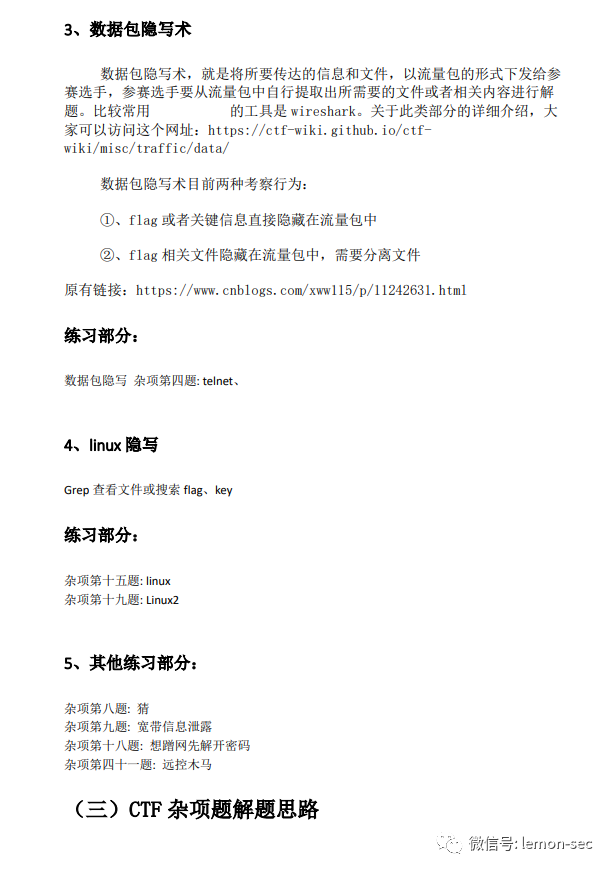 3、数据包隐写术
数据包隐写术，就是将所要传达的信息和文件，以流量包的形式下发给参
赛选手，参赛选手要从流量包中自行提取出所需要的文件或者相关内容进行解
题。比较常用 的工具是 wireshark。关于此类部分的详细介绍，大
家可以访问这个网址：https://ctf-wiki.github.io/ctf-
wiki/misc/traffic/data/
数据包隐写术目前两种考察行为：
①、flag 或者关键信息直接隐藏在流量包中
②、flag 相关文件隐藏在流量包中，需要分离文件
原有链接：https://www.cnblogs.com/xww115/p/11242631.html
练习部分：
数据包隐写 杂项第四题: telnet、
4、linux 隐写
Grep 查看文件或搜索 flag、key
练习部分：
杂项第十五题: linux
杂项第十九题: Linux2
5、其他练习部分：
杂项第八题: 猜
杂项第九题: 宽带信息泄露
杂项第十八题: 想蹭网先解开密码
杂项第四十一题: 远控木马
（三）CTF 杂项题解题思路
微信号: lemon-sec